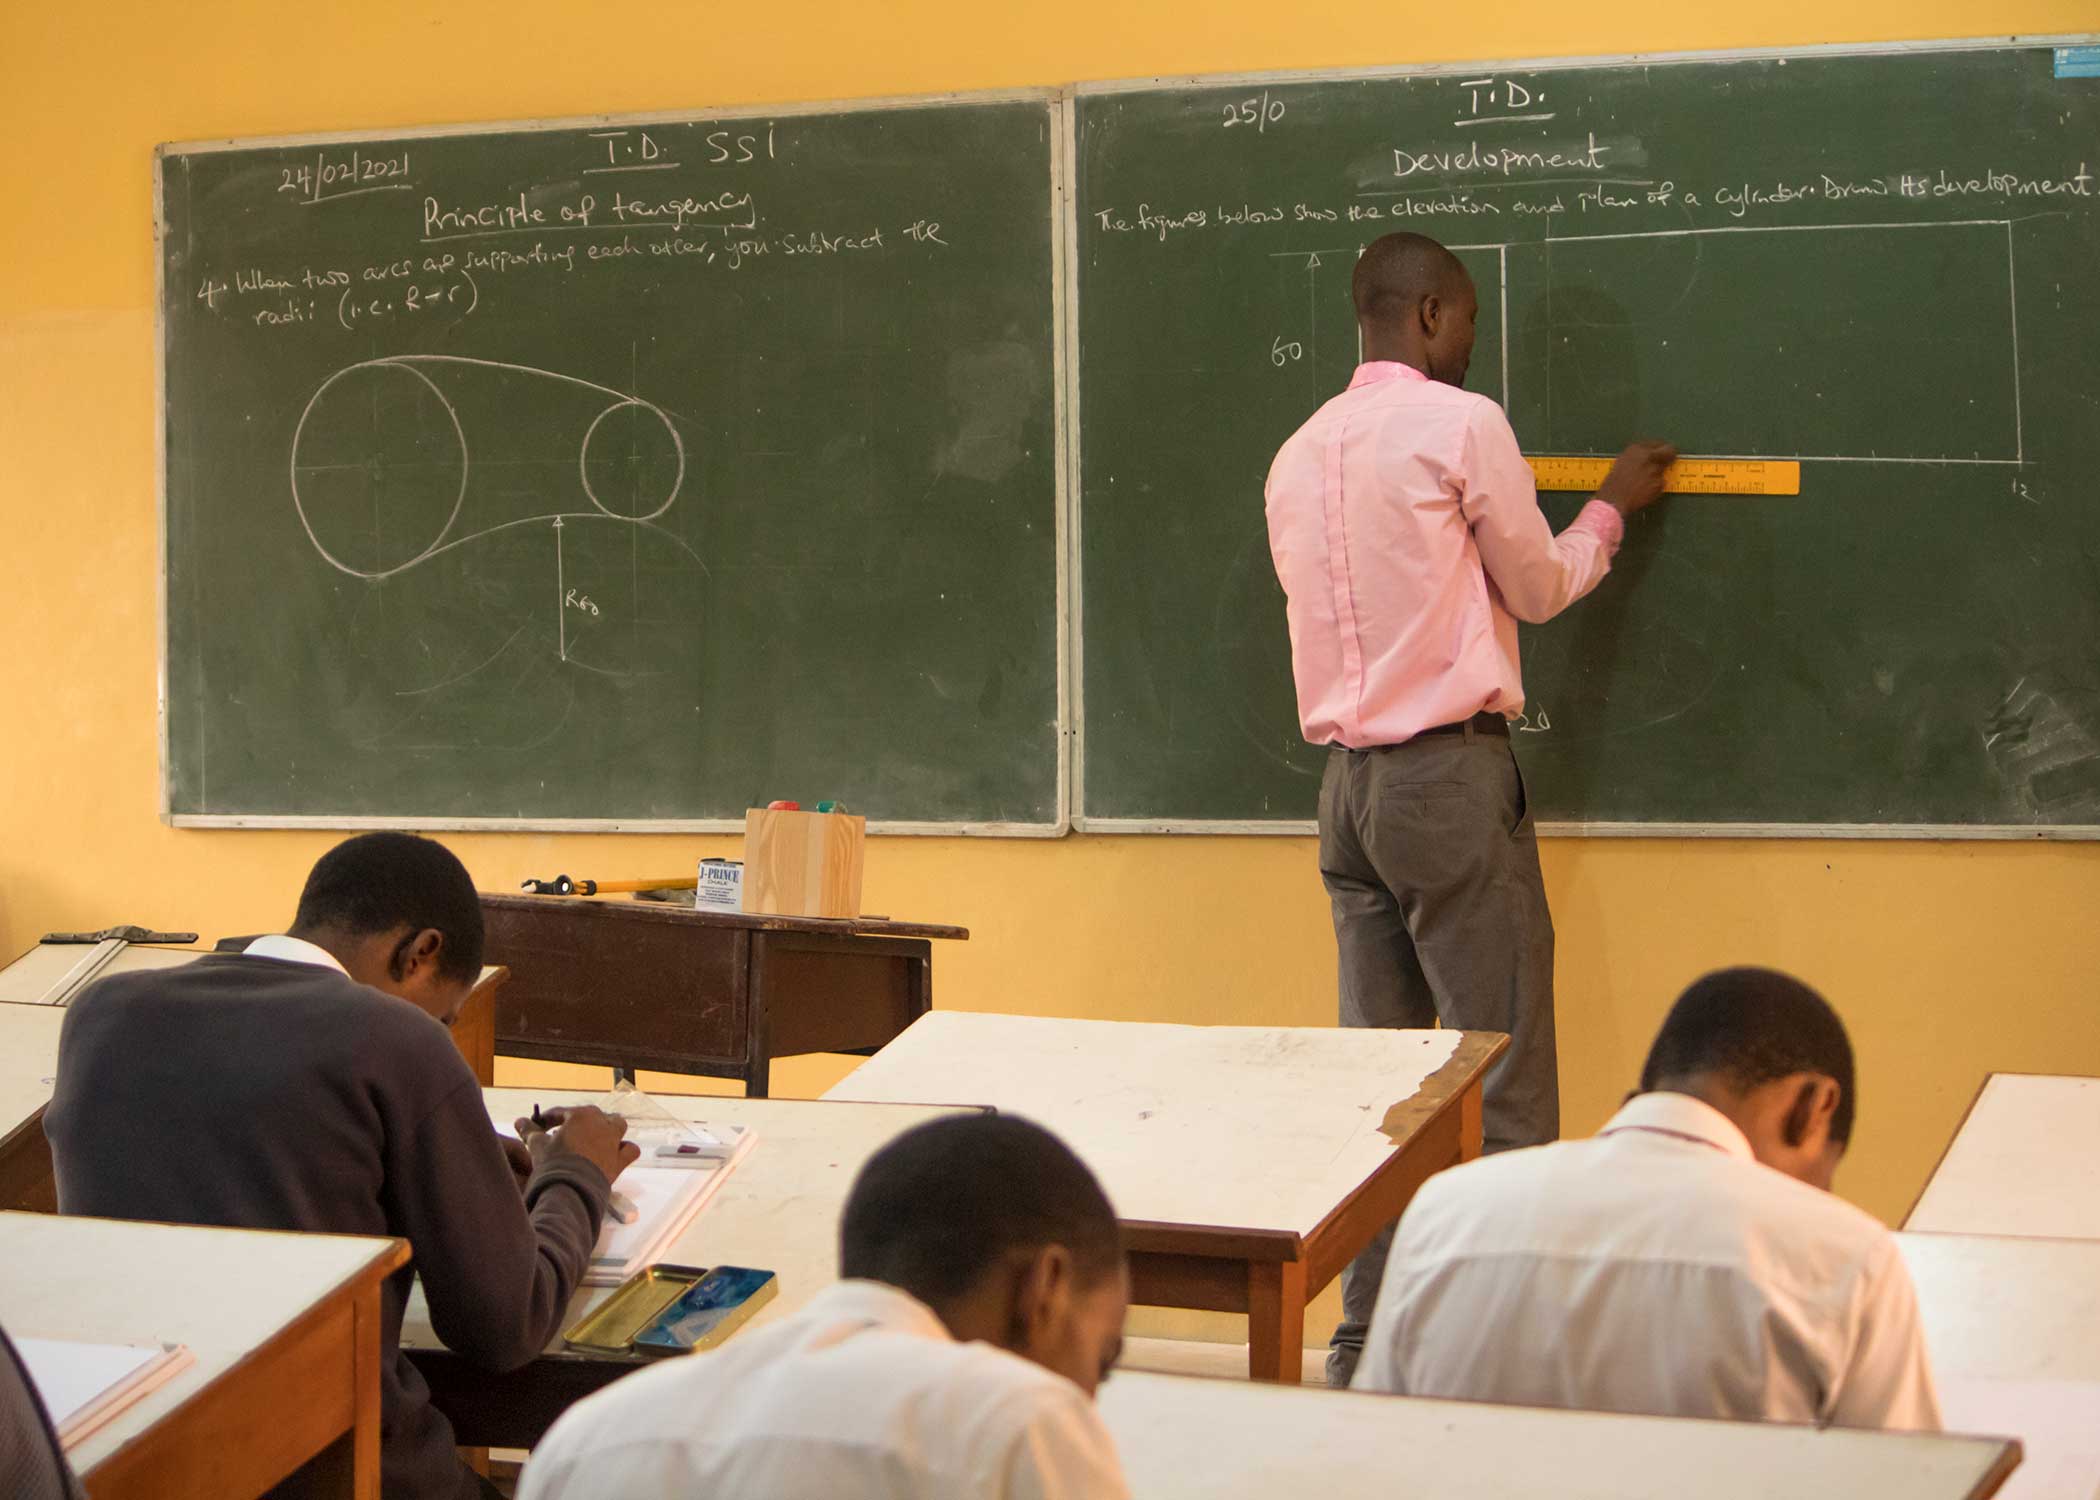 24/02/2021
T.D. SS1
Principle of tangency
4. When two arcs are supporting each other, you subtract the
radii (i.e. R-r)
25/0
T.D.
Development
The figures below show the elevation and Plan of a cylinder. Draw its development
60
12
20
J-PRINCE
CHALK